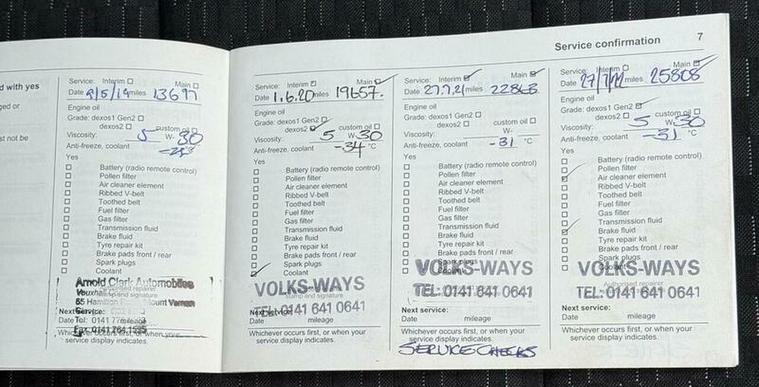 Service confirmation 7
d with yes
ged or
st not be
Service: Interim Main
Date 9/5/19 miles 13677
Engine oil
Grade: dexos1 Gen2
dexos2 custom oil
Viscosity: 5 W- 30
Anti-freeze, coolant
Yes
Battery (radio remote control)
Pollen filter
Air cleaner element
Ribbed V-belt
Toothed belt
Fuel filter
Gas filter
Transmission fluid
Brake fluid
Tyre repair kit
Brake pads front / rear
Spark plugs
Coolant
Arnold Clark Automobiles
Vauxhall
Mount Vernon
Tel: 0141
Whichever occurs first, or when your
service display indicates.
Service: Interim Main
Date 1.6.20 miles 19657.
Engine oil
Grade: dexos1 Gen2
dexos2 custom oil
Viscosity: 5 W- 30
Anti-freeze, coolant -34 °C
Yes
Battery (radio remote control)
Pollen filter
Air cleaner element
Ribbed V-belt
Toothed belt
Fuel filter
Gas filter
Transmission fluid
Brake fluid
Tyre repair kit
Brake pads front / rear
Spark plugs
Coolant
VOLKS-WAYS
TEL: 0141 641 0641
Next service:
Date mileage
Whichever occurs first, or when your
service display indicates.
Service: Interim Main
Date 27.7.21 miles 22863
Engine oil
Grade: dexos1 Gen2
dexos2 custom oil
Viscosity: W-
Anti-freeze, coolant -31 °C
Yes
Battery (radio remote control)
Pollen filter
Air cleaner element
Ribbed V-belt
Toothed belt
Fuel filter
Gas filter
Transmission fluid
Brake fluid
Tyre repair kit
Brake pads front / rear
Spark plugs
VOLKS-WAYS
TEL: 0141 641 0641
Next service:
Date mileage
Whichever occurs first, or when your
service display indicates.
SERVICE CHECKS
Service: Interim Main
Date 27/7/22 miles 25808
Engine oil
Grade: dexos1 Gen2
dexos2 custom oil
Viscosity: 5 W- 30
Anti-freeze, coolant -31 °C
Yes
Battery (radio remote control)
Pollen filter
Air cleaner element
Ribbed V-belt
Toothed belt
Fuel filter
Gas filter
Transmission fluid
Brake fluid
Tyre repair kit
Brake pads front / rear
Spark plugs
VOLKS-WAYS
TEL: 0141 641 0641
Next service:
Date mileage
Whichever occurs first, or when your
service display indicates.